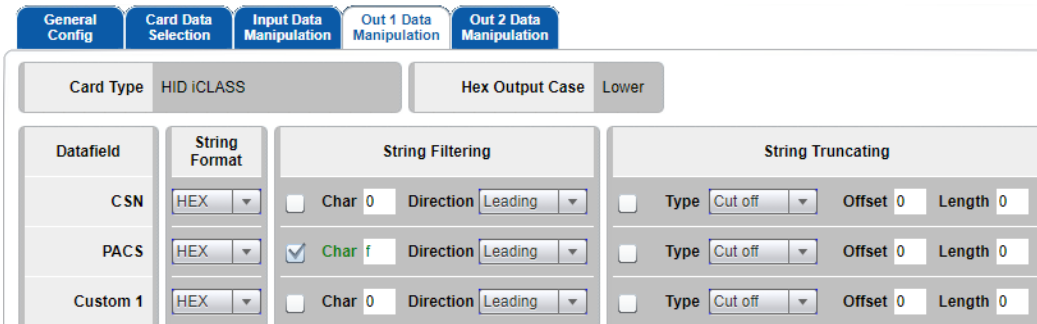 General Config
Card Data Selection
Input Data Manipulation
Out 1 Data Manipulation
Out 2 Data Manipulation
Card Type HID iCLASS Hex Output Case Lower
Datafield String Format String Filtering String Truncating
CSN HEX Char 0 Direction Leading Type Cut off Offset 0 Length 0
PACS HEX Char f Direction Leading Type Cut off Offset 0 Length 0
Custom 1 HEX Char 0 Direction Leading Type Cut off Offset 0 Length 0